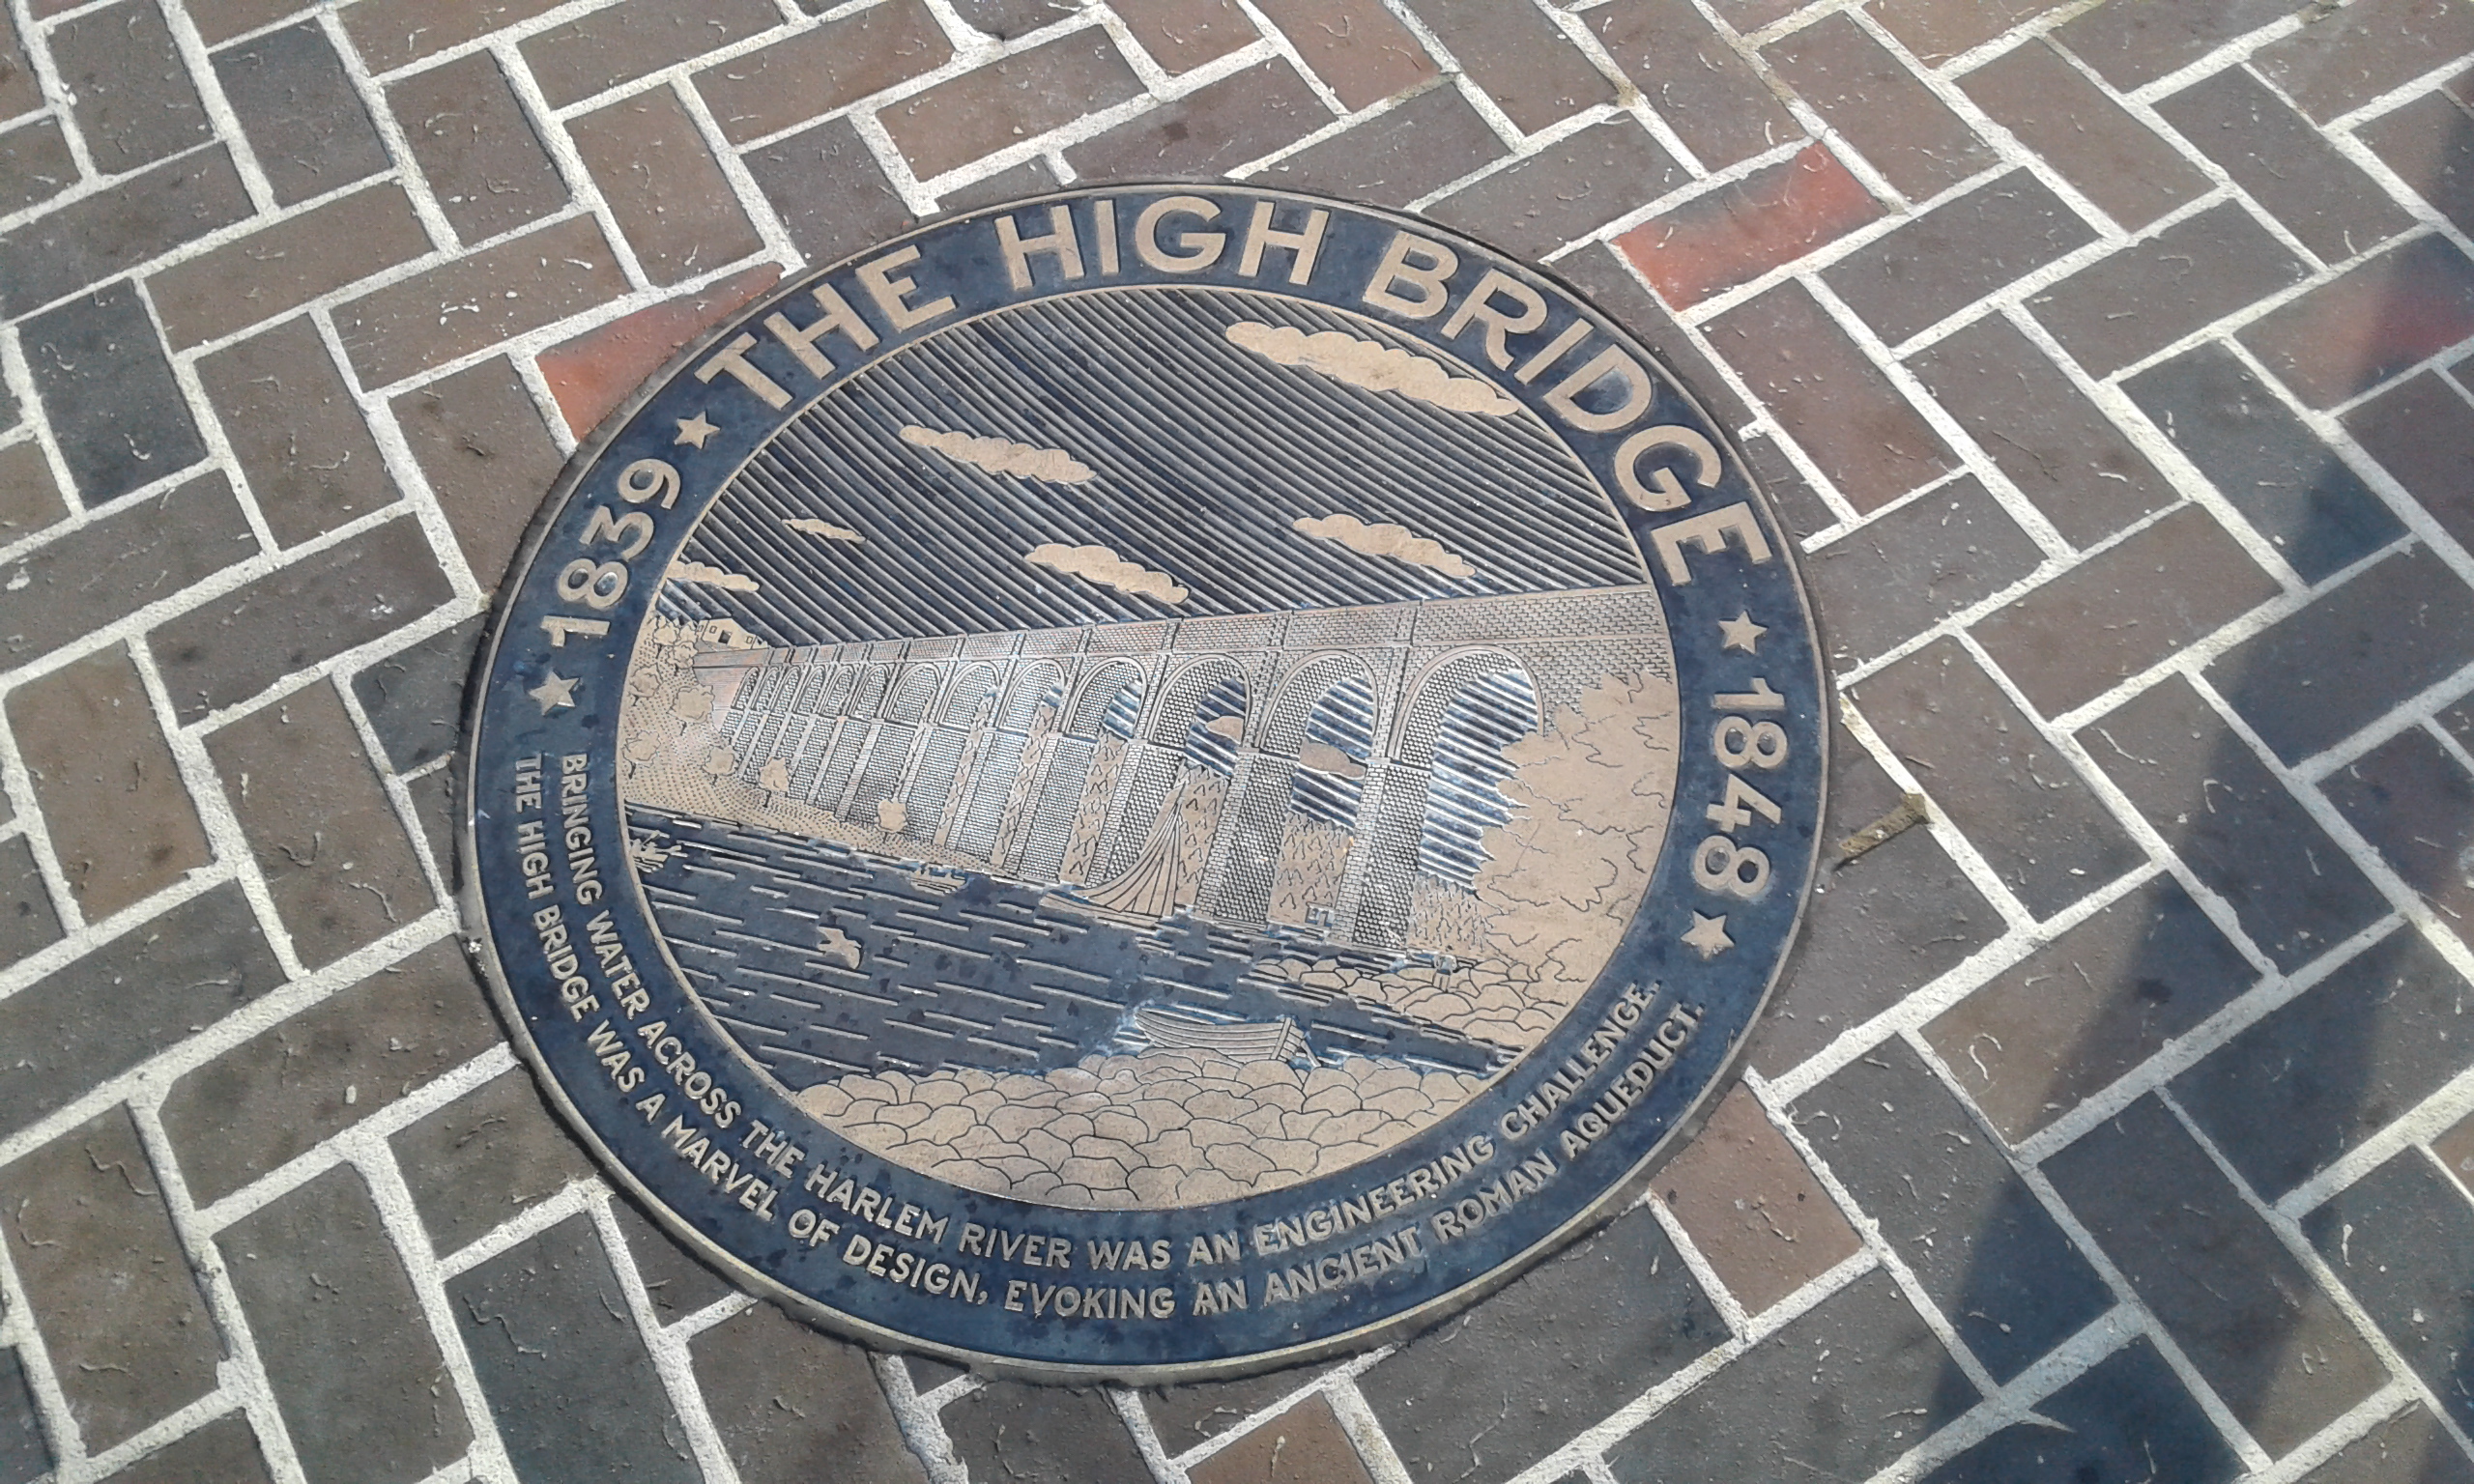 ★ 1839 ★ THE HIGH BRIDGE ★ 1848 ★
BRINGING WATER ACROSS THE HARLEM RIVER WAS AN ENGINEERING CHALLENGE..
THE HIGH BRIDGE WAS A MARVEL OF DESIGN, EVOKING AN ANCIENT ROMAN AQUEDUCT.